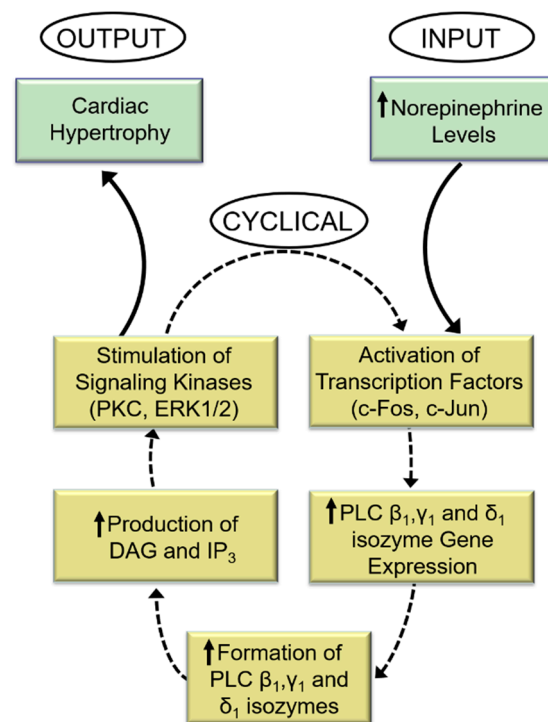 OUTPUT
INPUT
Cardiac
Hypertrophy
↑Norepinephrine
Levels
CYCLICAL
Stimulation of
Signaling Kinases
(PKC, ERK1/2)
Activation of
Transcription Factors
(c-Fos, c-Jun)
↑Production of
DAG and IP₃
↑PLC β₁,γ₁ and δ₁
isozyme Gene
Expression
↑Formation of
PLC β₁,γ₁ and
δ₁ isozymes